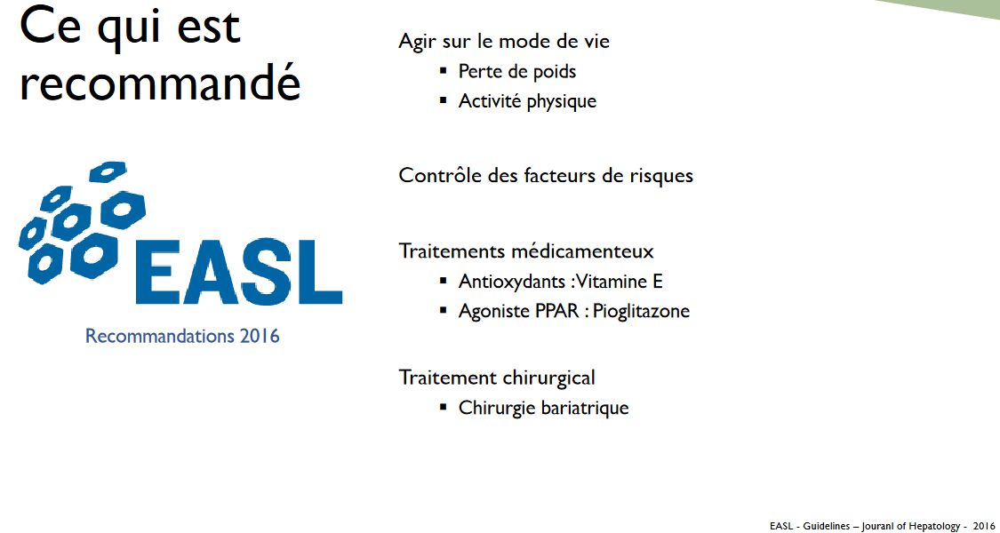 Ce qui est
recommandé
EASL
Recommandations 2016
Agir sur le mode de vie
▪ Perte de poids
▪ Activité physique
Contrôle des facteurs de risques
Traitements médicamenteux
▪ Antioxydants :Vitamine E
▪ Agoniste PPAR : Pioglitazone
Traitement chirurgical
▪ Chirurgie bariatrique
EASL - Guidelines – Jouranl of Hepatology - 2016